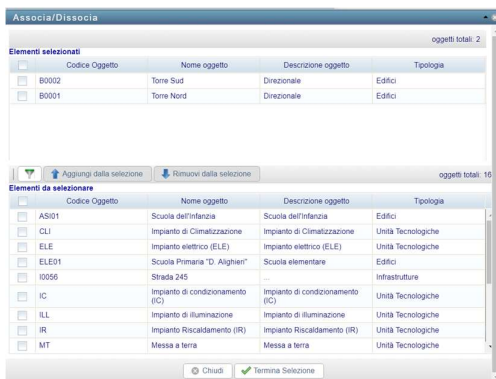 Associa/Dissocia
oggetti totali: 2
Elementi selezionati
Codice Oggetto Nome oggetto Descrizione oggetto Tipologia
B0002 Torre Sud Direzionale Edifici
B0001 Torre Nord Direzionale Edifici
Aggiungi dalla selezione Rimuovi dalla selezione oggetti totali: 16
Elementi da selezionare
Codice Oggetto Nome oggetto Descrizione oggetto Tipologia
ASI01 Scuola dell'Infanzia Scuola dell'Infanzia Edifici
CLI Impianto di Climatizzazione Impianto di Climatizzazione Unità Tecnologiche
ELE Impianto elettrico (ELE) Impianto elettrico (ELE) Unità Tecnologiche
ELE01 Scuola Primaria "D. Alighieri" Scuola elementare Edifici
I0056 Strada 245 ... Infrastrutture
IC Impianto di condizionamento (IC) Impianto di condizionamento (IC) Unità Tecnologiche
ILL Impianto di illuminazione Impianto di illuminazione Unità Tecnologiche
IR Impianto Riscaldamento (IR) Impianto Riscaldamento (IR) Unità Tecnologiche
MT Messa a terra Messa a terra Unità Tecnologiche
Chiudi Termina Selezione